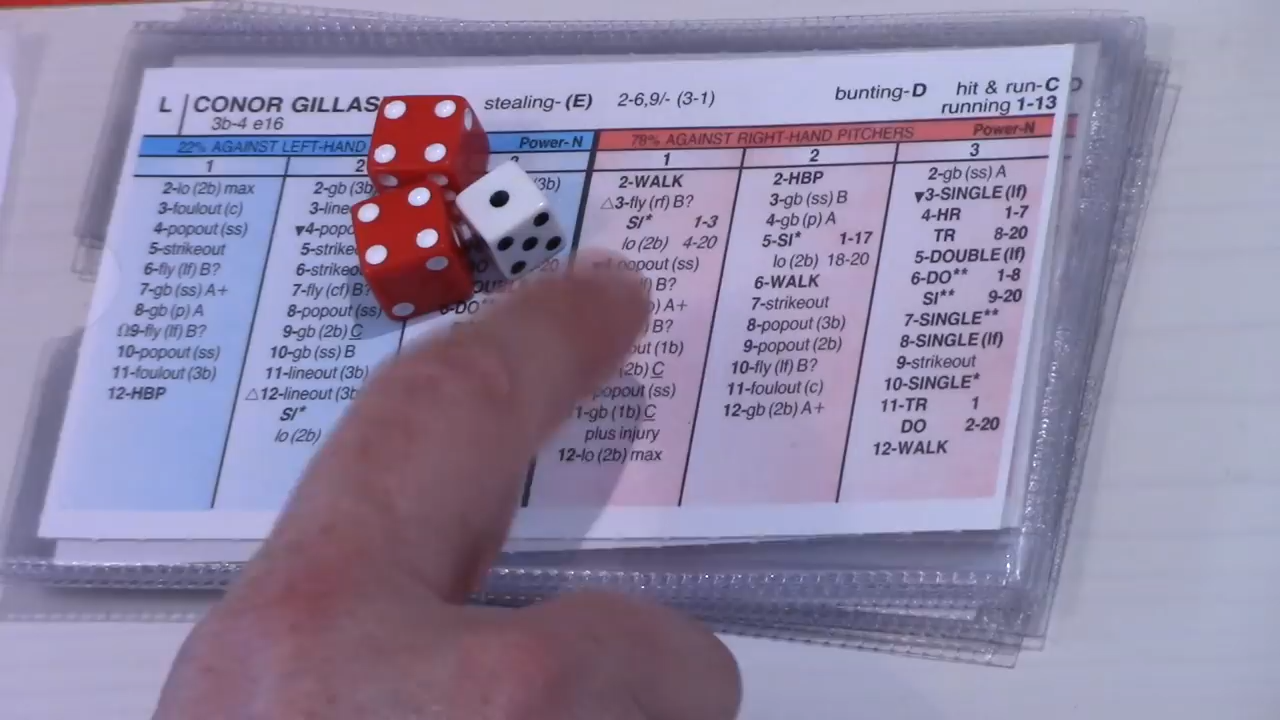 L CONOR GILLAS stealing- (E) 2-6,9/- (3-1) bunting-D hit & run-C
3b-4 e16 running 1-13
22% AGAINST LEFT-HAND Power-N
1 2
2-lo (2b) max
3-foulout (c)
4-popout (ss)
5-strikeout
6-fly (lf) B?
7-gb (ss) A+
8-gb (p) A
Ω9-fly (lf) B?
10-popout (ss)
11-foulout (3b)
12-HBP
2-gb (3b)
3-line
▼4-popo
5-strike
6-strikeo
7-fly (cf) B?
8-popout (ss)
9-gb (2b) C
10-gb (ss) B
11-lineout (3b)
△12-lineout (3b
SI*
lo (2b)
(3b)
6-DO**
78% AGAINST RIGHT-HAND PITCHERS Power-N
1 2 3
2-WALK
△3-fly (rf) B?
SI* 1-3
lo (2b) 4-20
popout (ss)
B?
A+
B?
out (1b)
(2b) C
popout (ss)
1-gb (1b) C
plus injury
12-lo (2b) max
2-HBP
3-gb (ss) B
4-gb (p) A
5-SI* 1-17
lo (2b) 18-20
6-WALK
7-strikeout
8-popout (3b)
9-popout (2b)
10-fly (lf) B?
11-foulout (c)
12-gb (2b) A+
2-gb (ss) A
▼3-SINGLE (lf)
4-HR 1-7
TR 8-20
5-DOUBLE (lf)
6-DO** 1-8
SI** 9-20
7-SINGLE**
8-SINGLE (lf)
9-strikeout
10-SINGLE*
11-TR 1
DO 2-20
12-WALK